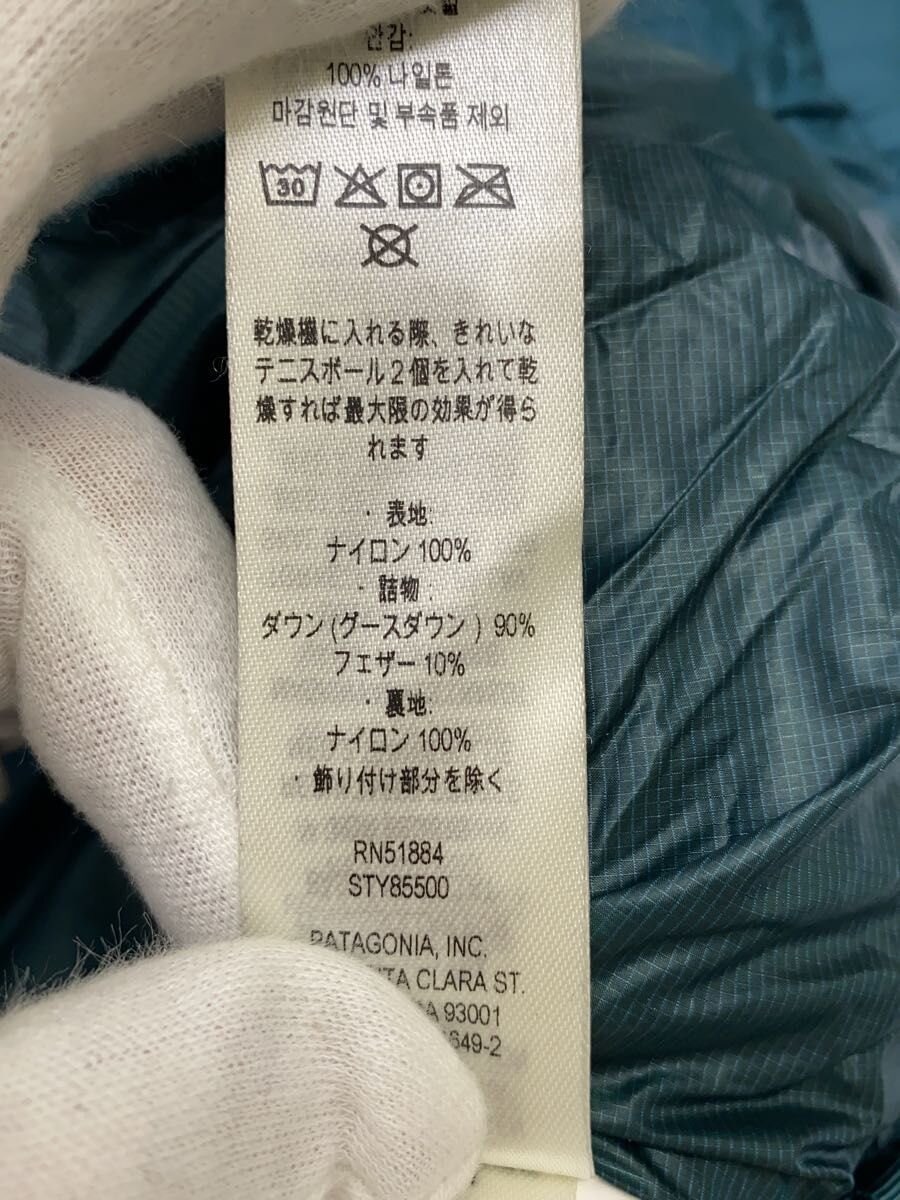 안감:
100% 나일론
마감원단 및 부속품 제외
30
乾燥機に入れる際、きれいな
テニスボール2個を入れて乾
燥すれば最大限の効果が得ら
れます
・表地:
ナイロン100%
・詰物:
ダウン(グースダウン) 90%
フェザー10%
・裏地:
ナイロン100%
・飾り付け部分を除く
RN51884
STY85500
PATAGONIA, INC.
CLARA ST.
93001
649-2